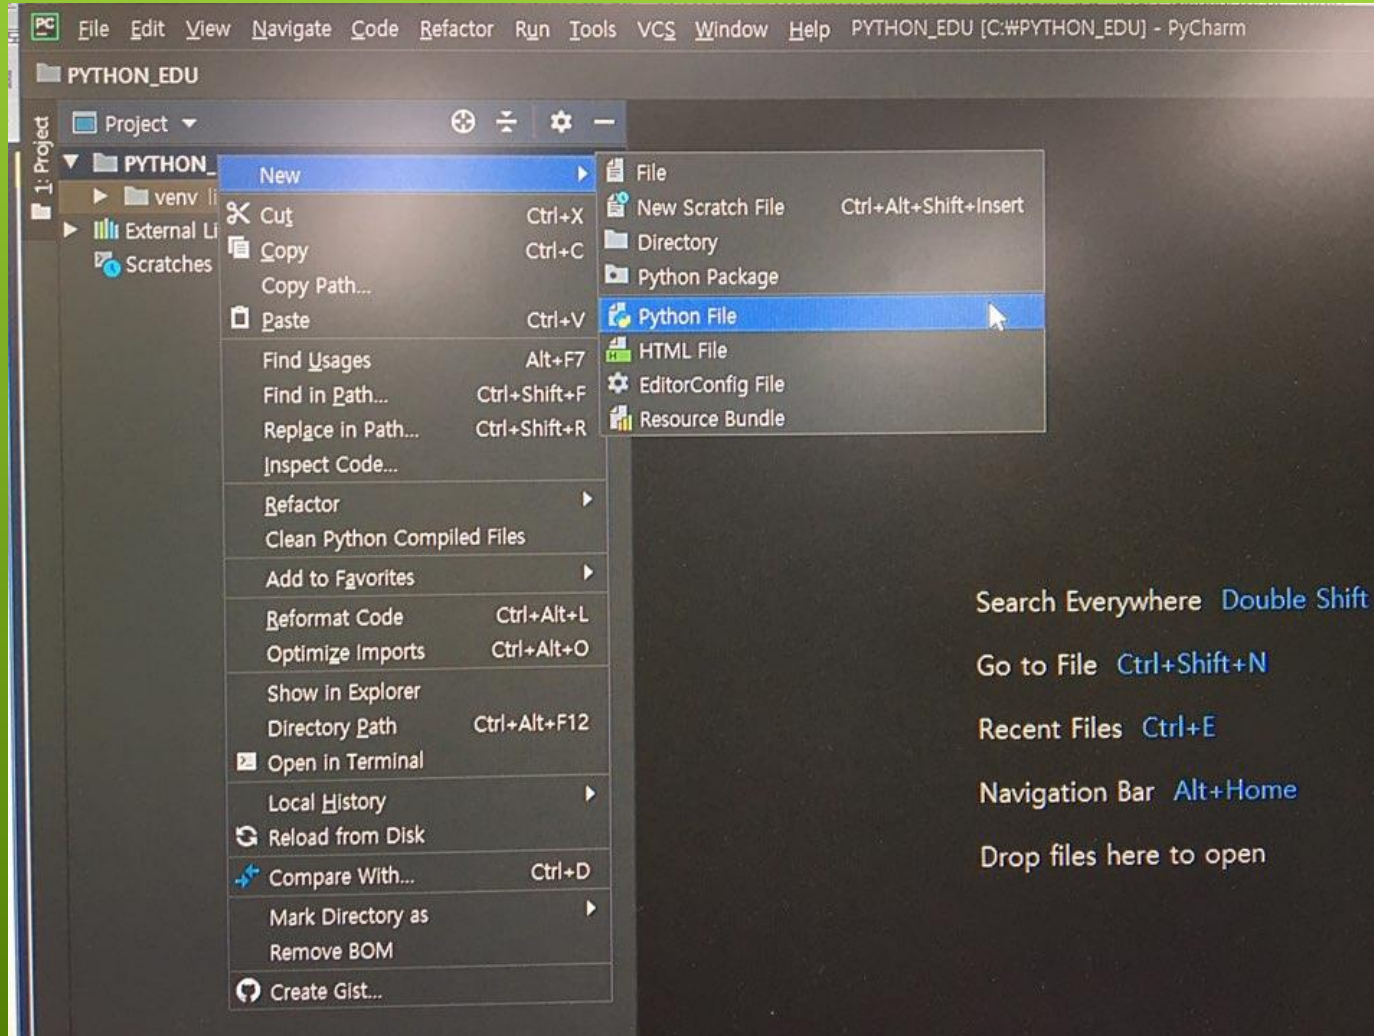 PC File Edit View Navigate Code Refactor Run Tools VCS Window Help PYTHON_EDU [C:₩PYTHON_EDU] - PyCharm
PYTHON_EDU
1: Project
Project
PYTHON_
venv li
External Li
Scratches
New
Cut Ctrl+X
Copy Ctrl+C
Copy Path...
Paste Ctrl+V
Find Usages Alt+F7
Find in Path... Ctrl+Shift+F
Replace in Path... Ctrl+Shift+R
Inspect Code...
Refactor
Clean Python Compiled Files
Add to Favorites
Reformat Code Ctrl+Alt+L
Optimize Imports Ctrl+Alt+O
Show in Explorer
Directory Path Ctrl+Alt+F12
Open in Terminal
Local History
Reload from Disk
Compare With... Ctrl+D
Mark Directory as
Remove BOM
Create Gist...
File
New Scratch File Ctrl+Alt+Shift+Insert
Directory
Python Package
Python File
HTML File
EditorConfig File
Resource Bundle
Search Everywhere Double Shift
Go to File Ctrl+Shift+N
Recent Files Ctrl+E
Navigation Bar Alt+Home
Drop files here to open